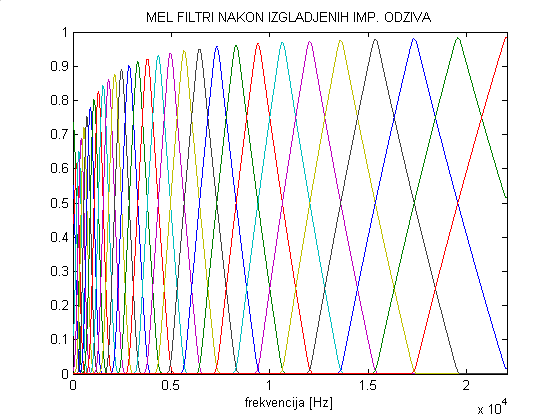 MEL FILTRI NAKON IZGLADJENIH IMP. ODZIVA
1
0.9
0.8
0.7
0.6
0.5
0.4
0.3
0.2
0.1
0
0 0.5 1 1.5 2
frekvencija [Hz]
x 10^4